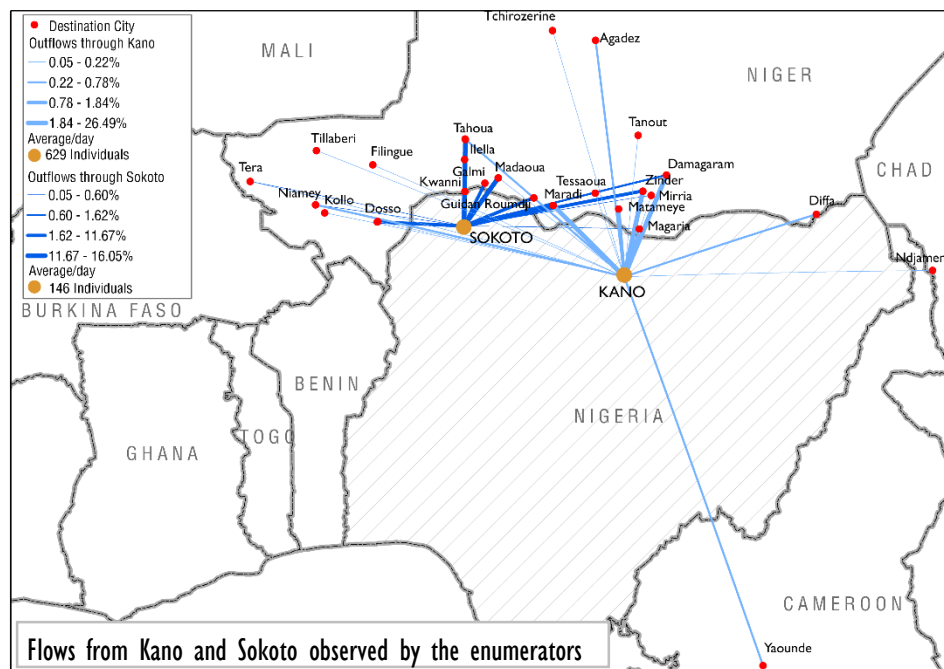 Destination City
Outflows through Kano
0.05 - 0.22%
0.22 - 0.78%
0.78 - 1.84%
1.84 - 26.49%
Average/day
629 Individuals
Outflows through Sokoto
0.05 - 0.60%
0.60 - 1.62%
1.62 - 11.67%
11.67 - 16.05%
Average/day
146 Individuals
Tchirozerine
Agadez
MALI
NIGER
Tanout
Tillaberi
Tahoua
Illela
Filingue
Galmi
Madaoua
Damagaram
CHAD
Tera
Kwanni
Tessaoua
Zinder
Niamey
Kollo
Guidan Roumdji
Maradi
Mirria
Dosso
Matameye
Diffa
Magaria
SOKOTO
Ndjamen
KANO
BURKINA FASO
BENIN
NIGERIA
GHANA
TOGO
CAMEROON
Yaounde
Flows from Kano and Sokoto observed by the enumerators